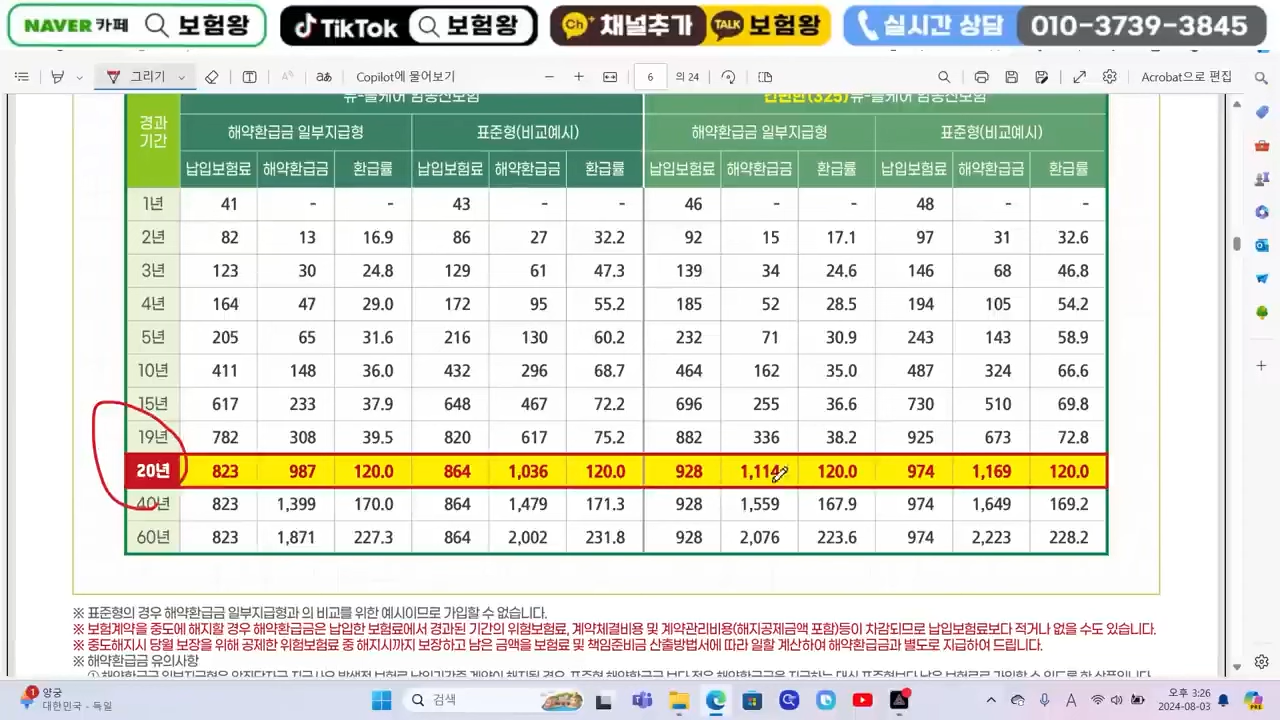 NAVER 카페 보험왕 TikTok 보험왕 Ch+ 채널추가 TALK 보험왕 실시간 상담 010-3739-3845
그리기 Copilot에 물어보기 6 의 24 Acrobat으로 편집
간편한(325)뉴-올케어 암종신보험
경과
기간
해약환급금 일부지급형 표준형(비교예시) 해약환급금 일부지급형 표준형(비교예시)
납입보험료 해약환급금 환급률 납입보험료 해약환급금 환급률 납입보험료 해약환급금 환급률 납입보험료 해약환급금 환급률
1년 41 - - 43 - - 46 - - 48 - -
2년 82 13 16.9 86 27 32.2 92 15 17.1 97 31 32.6
3년 123 30 24.8 129 61 47.3 139 34 24.6 146 68 46.8
4년 164 47 29.0 172 95 55.2 185 52 28.5 194 105 54.2
5년 205 65 31.6 216 130 60.2 232 71 30.9 243 143 58.9
10년 411 148 36.0 432 296 68.7 464 162 35.0 487 324 66.6
15년 617 233 37.9 648 467 72.2 696 255 36.6 730 510 69.8
19년 782 308 39.5 820 617 75.2 882 336 38.2 925 673 72.8
20년 823 987 120.0 864 1,036 120.0 928 1,114 120.0 974 1,169 120.0
40년 823 1,399 170.0 864 1,479 171.3 928 1,559 167.9 974 1,649 169.2
60년 823 1,871 227.3 864 2,002 231.8 928 2,076 223.6 974 2,223 228.2
※ 표준형의 경우 해약환급금 일부지급형과 의 비교를 위한 예시이므로 가입할 수 없습니다.
※ 보험계약을 중도에 해지할 경우 해약환급금은 납입한 보험료에서 경과된 기간의 위험보험료, 계약체결비용 및 계약관리비용(해지공제금액 포함)등이 차감되므로 납입보험료보다 적거나 없을 수도 있습니다.
※ 중도해지시 당월 보장을 위해 공제한 위험보험료 중 해지시까지 보장하고 남은 금액을 보험료 및 책임준비금 산출방법서에 따라 일할 계산하여 해약환급금과 별도로 지급하여 드립니다.
※ 해약환급금 유의사항
양궁
대한민국
검색
오후 3:26
2024-08-03